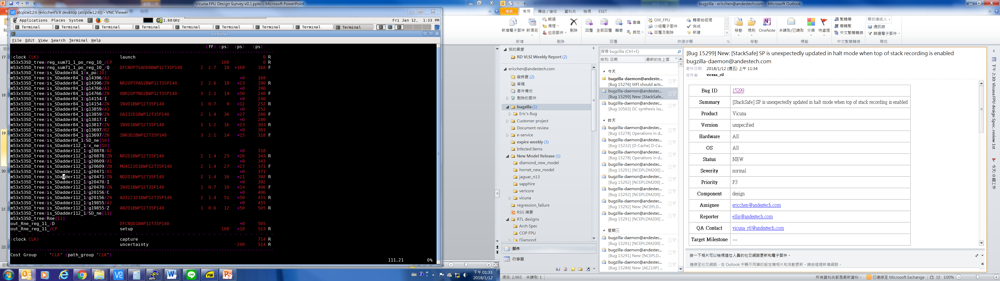 Vicuna FPU Design Survey v0.1.pptx - Microsoft PowerPoint
atcpcw12:6 (ericchen's X desktop (atcpcw12:6)) - VNC Viewer
Applications Places System 1.60 GHz Fri Jan 12, 1:33 PM
Terminal Terminal Terminal Terminal Terminal Terminal Terminal Terminal Terminal
Terminal
File Edit View Search Terminal Help
(fF) (ps) (ps) (ps)
(clock CLK) launch 0 R
m53x53SD_tree/reg_sum71_1_po_reg_10_/CP 100 0 R
m53x53SD_tree/reg_sum71_1_po_reg_10_/Q DFCNOPTSADD8BWP12T35P140 2 2.7 18 +168 168 F
m53x53SD_tree/is_SDadder84_1/x_po[10]
m53x53SD_tree/is_SDadder84_1/g14396/A2 +0 168
m53x53SD_tree/is_SDadder84_1/g14396/ZN NR2OPTPAD2BWP12T35P140 2 2.6 18 +23 190 R
m53x53SD_tree/is_SDadder84_1/g14766/A1 +0 190
m53x53SD_tree/is_SDadder84_1/g14766/ZN XNR2OPTND2BWP12T35P140 3 2.1 14 +50 240 F
m53x53SD_tree/is_SDadder84_1/g14154/I +0 240
m53x53SD_tree/is_SDadder84_1/g14154/ZN INVD1BWP12T35P140 1 0.7 9 +12 252 R
m53x53SD_tree/is_SDadder84_1/g13859/A3 +0 252
m53x53SD_tree/is_SDadder84_1/g13859/ZN OAI32D1BWP12T35P140 2 1.4 36 +27 280 F
m53x53SD_tree/is_SDadder84_1/g13817/I +0 280
m53x53SD_tree/is_SDadder84_1/g13817/ZN INVD1BWP12T35P140 1 1.2 16 +23 303 R
m53x53SD_tree/is_SDadder84_1/g13697/B2 +0 303
m53x53SD_tree/is_SDadder84_1/g13697/ZN INR3D2BWP12T35P140 3 2.1 14 +15 318 F
m53x53SD_tree/is_SDadder84_1/SD_ne[10]
m53x53SD_tree/is_SDadder112_1/x_ne[10]
m53x53SD_tree/is_SDadder112_1/g20878/A2 +0 318
m53x53SD_tree/is_SDadder112_1/g20878/ZN NR2D1BWP12T35P140 2 1.4 25 +26 343 R
m53x53SD_tree/is_SDadder112_1/g20609/A1 +0 343
m53x53SD_tree/is_SDadder112_1/g20609/ZN MOAI22D1BWP12T35P140 2 1.4 27 +27 371 F
m53x53SD_tree/is_SDadder112_1/g20471/A1 +0 371
m53x53SD_tree/is_SDadder112_1/g20471/ZN ND2D1BWP12T35P140 2 1.4 16 +21 392 R
m53x53SD_tree/is_SDadder112_1/g20470/I +0 392
m53x53SD_tree/is_SDadder112_1/g20470/ZN INVD1BWP12T35P140 1 0.7 10 +14 406 F
m53x53SD_tree/is_SDadder112_1/g20156/C +0 406
m53x53SD_tree/is_SDadder112_1/g20156/ZN AOI221D1BWP12T35P140 2 1.4 51 +50 455 R
m53x53SD_tree/is_SDadder112_1/g19855/A2 +0 455
m53x53SD_tree/is_SDadder112_1/g19855/Z AN2D1BWP12T35P140 1 0.6 12 +50 505 R
m53x53SD_tree/is_SDadder112_1/SD_ne[11]
m53x53SD_tree/Rne[11]
out_Rne_reg_11_/D DFCNQD1BWP12T35P140 +0 505
out_Rne_reg_11_/CP setup 100 +18 523 R
(clock CLK) capture 714 R
uncertainty -200 514 R
Cost Group : 'CLK' (path_group 'CLK')
111,21 0%
17
18
19
20
21
22
下午 01:33
2018/1/12
bugzilla - ericchen@andestech.com - Microsoft Outlook
檔案 常用 傳送 / 接收 資料夾 檢視 ESET
新增電子郵件 新項目
新增
略過
清理
垃圾郵件
刪除
刪除
回覆 全部回覆 轉寄
會議
其他
回覆
GW_FPU
小組電子郵件
回覆及刪除
轉寄給經理
完成
新建
快速步驟
移動 規則 OneNote
移動
未讀取/已讀取 分類 待處理
標籤
繁轉簡
簡轉繁
中文繁簡轉換
中文繁簡轉換
尋找連絡人
通訊錄
篩選電子郵件
尋找
我的最愛
RD VLSI Weekly Report (2)
ericchen@andestech.com
收件匣 (2)
草稿
寄件備份
刪除的郵件
bugzilla (1)
Eric's Bug
Customer project
Document review
e-service
expire weekly (3)
Infected Items
New Model Release (1)
diamond_new_model
hornet_new_model
jaguar_n13
sapphire
vericore
vicuna
regression_failure
RSS 摘要
RTL designs
Arch Spec
COP FPU
Diamond
郵件
行事曆
搜尋 bugzilla (Ctrl+E)
排列: 日期 最新的在上面
今天
bugzilla-daemon@andeste...
[Bug 15276] WFI should acts...
bugzilla-daemon@andestec...
[Bug 15299] New: [StackSafe...
bugzilla-daemon@andestec...
[Bug 10563] DC synthesis iss...
昨天
bugzilla-daemon@andestec...
[Bug 15278] Operations in d...
bugzilla-daemon@andestec...
[Bug 15232] [D-Cache] D-Ca...
bugzilla-daemon@andestec...
[Bug 15278] Operations in d...
bugzilla-daemon@andestec...
[Bug 15291] [NCEPLDM200] ...
bugzilla-daemon@andestec...
[Bug 15292] [NCEPLDM200] ...
bugzilla-daemon@andestec...
[Bug 15292] [NCEPLDM200] ...
bugzilla-daemon@andestec...
[Bug 15292] New: [NCEPLD...
bugzilla-daemon@andestec...
[Bug 15291] [NCEPLDM200] ...
星期三
bugzilla-daemon@andestec...
[Bug 15291] [NCEPLDM200] ...
bugzilla-daemon@andestec...
[Bug 15291] New: [NCEPLD...
bugzilla-daemon@andestec...
[Bug 15284] New: [AE210P] ...
[Bug 15299] New: [StackSafe] SP is unexpectedly updated in halt mode when top of stack recording is enabled
bugzilla-daemon@andestech.com
寄件日期: 2018/1/12 (週五) 上午 11:34
收件者: vicuna_rtl
Bug ID 15299
Summary [StackSafe] SP is unexpectedly updated in halt mode when top of stack recording is enabled
Product Vicuna
Version unspecified
Hardware All
OS All
Status NEW
Severity normal
Priority P3
Component design
Assignee ericchen@andestech.com
Reporter ellis@andestech.com
QA Contact vicuna_rtl@andestech.com
Target Milestone ---
按一下相片可以檢視這位人員的社交網路更新和電子郵件。
連線至社交網路，在 Outlook 中顯示同事的設定檔相片和活動更新。請按這裡新增網路。
下午 2:30: Vicuna FPU design Spec. review 1st
今天: 0 個工作
項目: 2,965 未讀取: 1
所有資料夾都是最新資料。 已連線至 Microsoft Exchange 100%